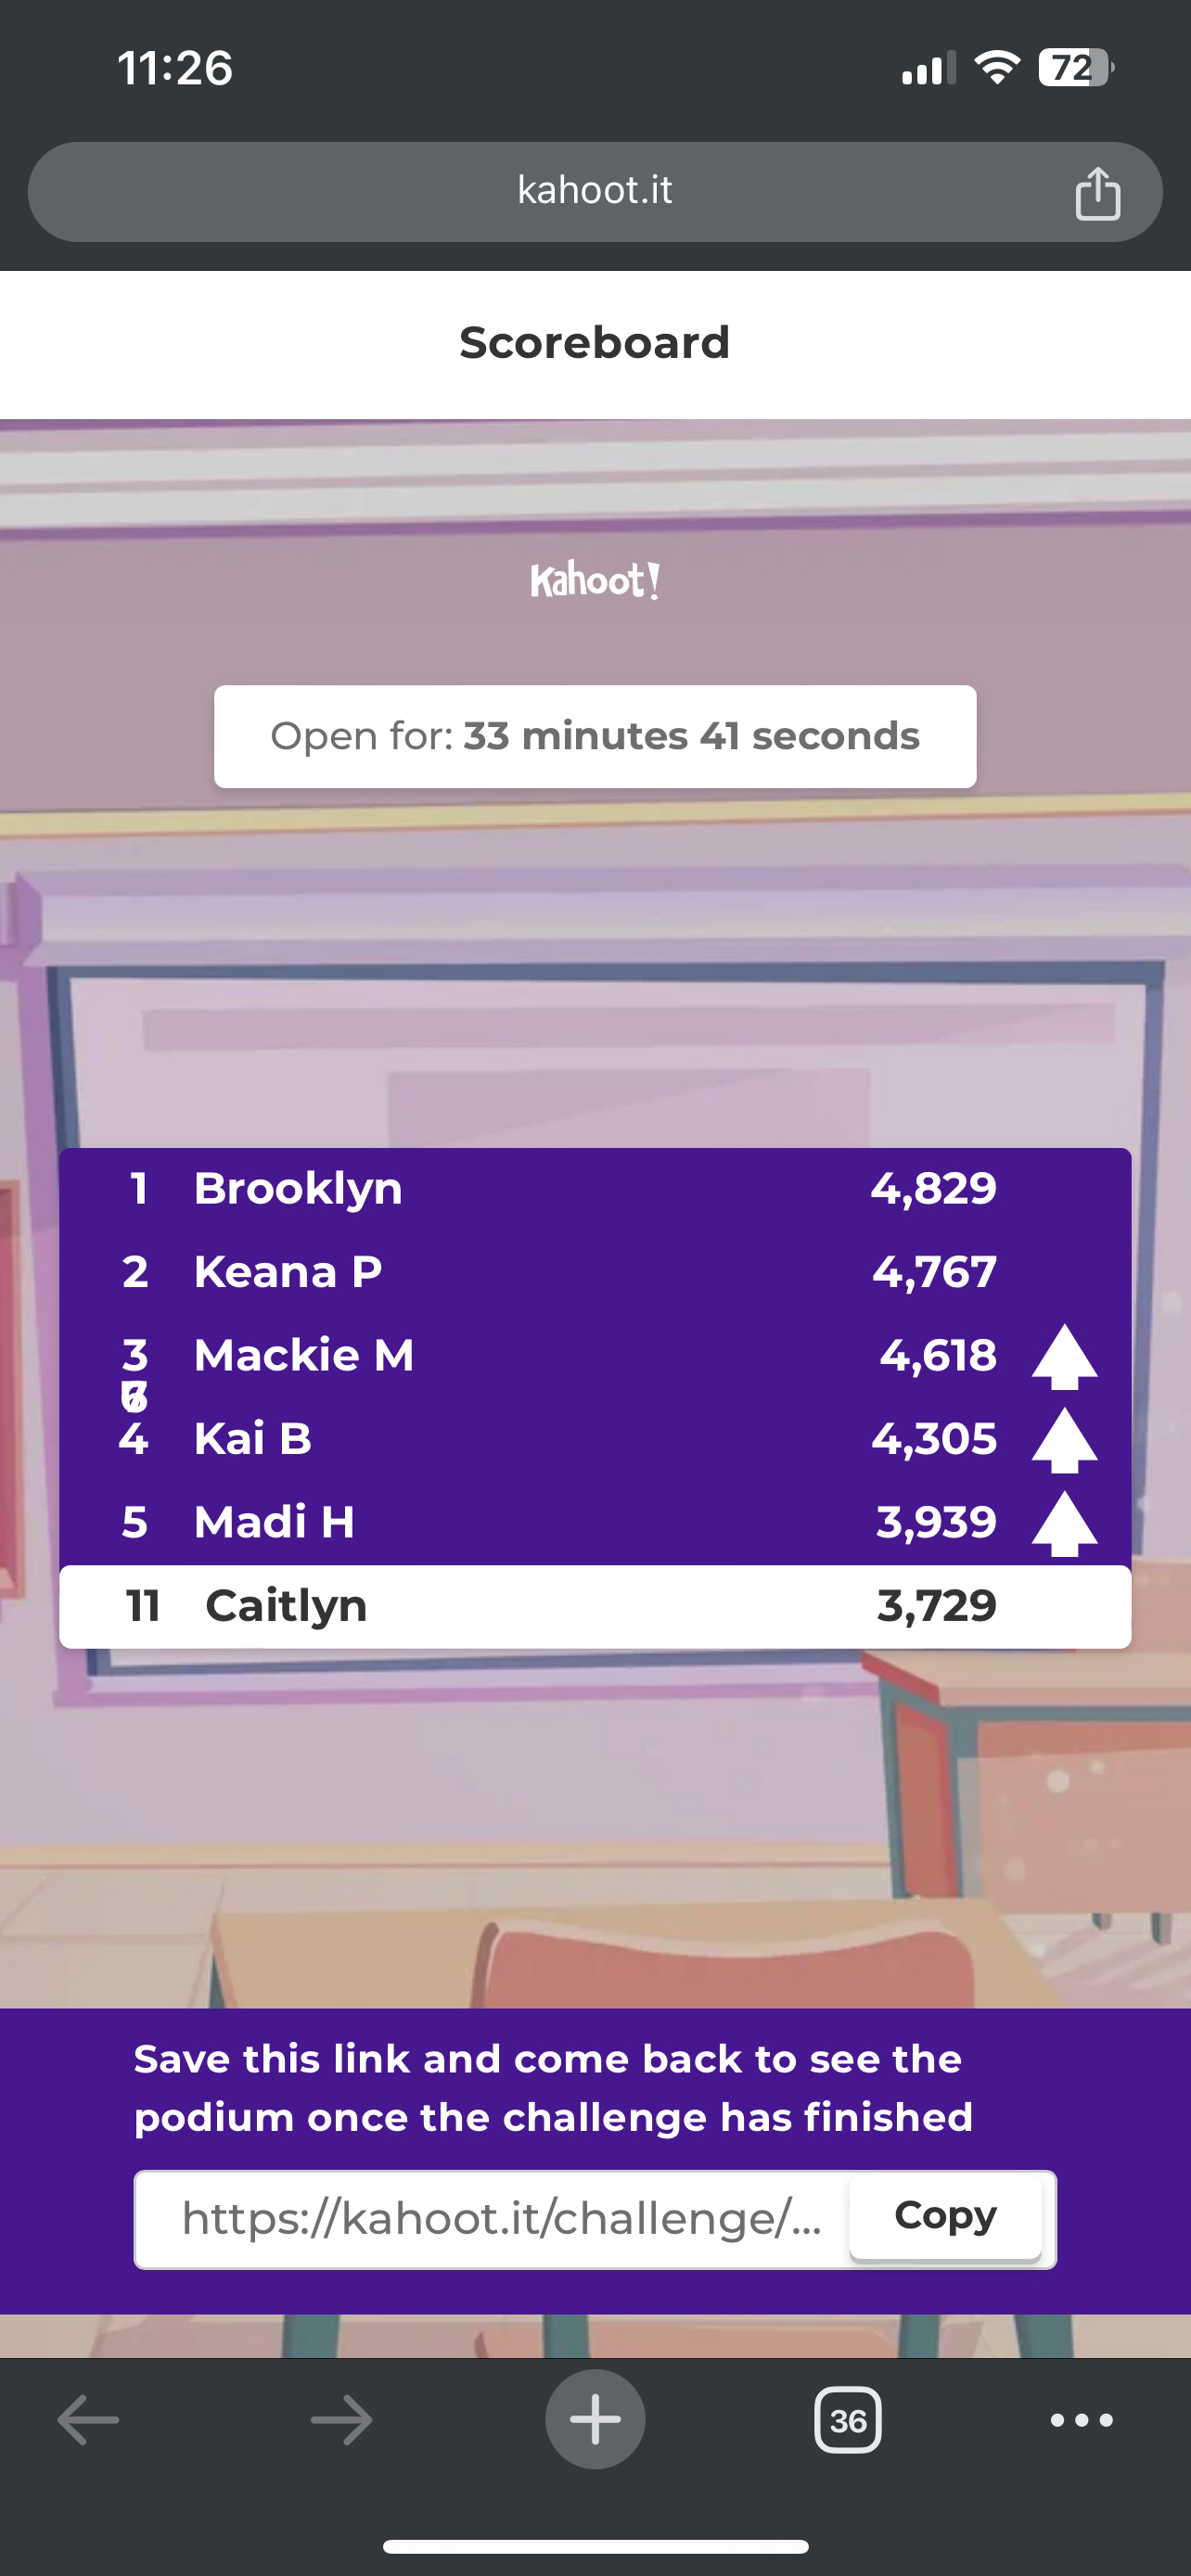 11:26
72
kahoot.it
Scoreboard
Kahoot!
Open for: 33 minutes 41 seconds
1 Brooklyn 4,829
2 Keana P 4,767
3 Mackie M 4,618
4 Kai B 4,305
5 Madi H 3,939
11 Caitlyn 3,729
Save this link and come back to see the
podium once the challenge has finished
https://kahoot.it/challenge/... Copy
36